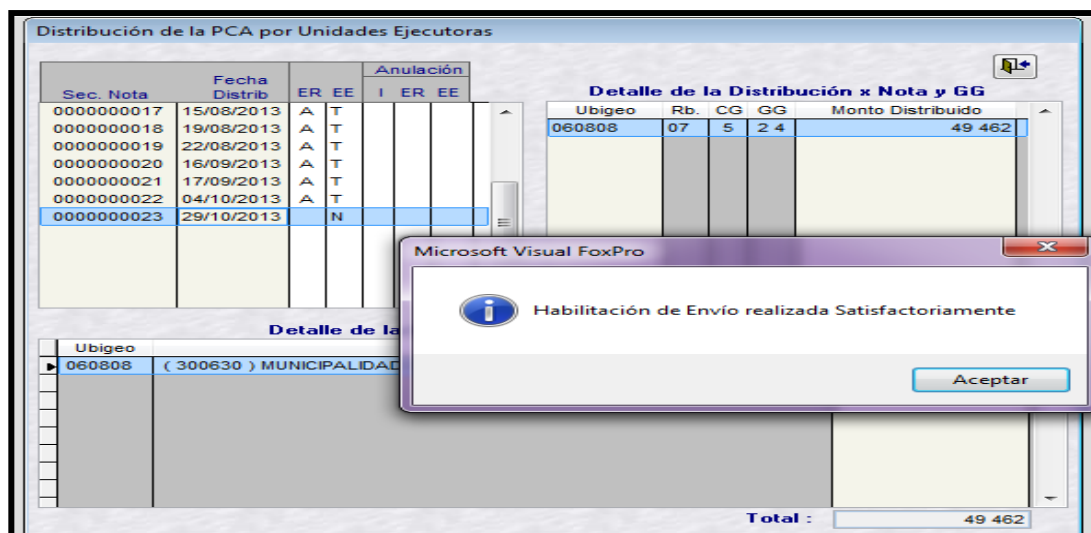 Distribución de la PCA por Unidades Ejecutoras
Anulación
Sec. Nota Fecha Distrib ER EE I ER EE
0000000017 15/08/2013 A T
0000000018 19/08/2013 A T
0000000019 22/08/2013 A T
0000000020 16/09/2013 A T
0000000021 17/09/2013 A T
0000000022 04/10/2013 A T
0000000023 29/10/2013 N
Detalle de la Distribución x Nota y GG
Ubigeo Rb. CG GG Monto Distribuido
060808 07 5 2 4 49 462
Microsoft Visual FoxPro
Habilitación de Envío realizada Satisfactoriamente
Aceptar
Detalle de la
Ubigeo
060808 ( 300630 ) MUNICIPALIDAD
Total : 49 462